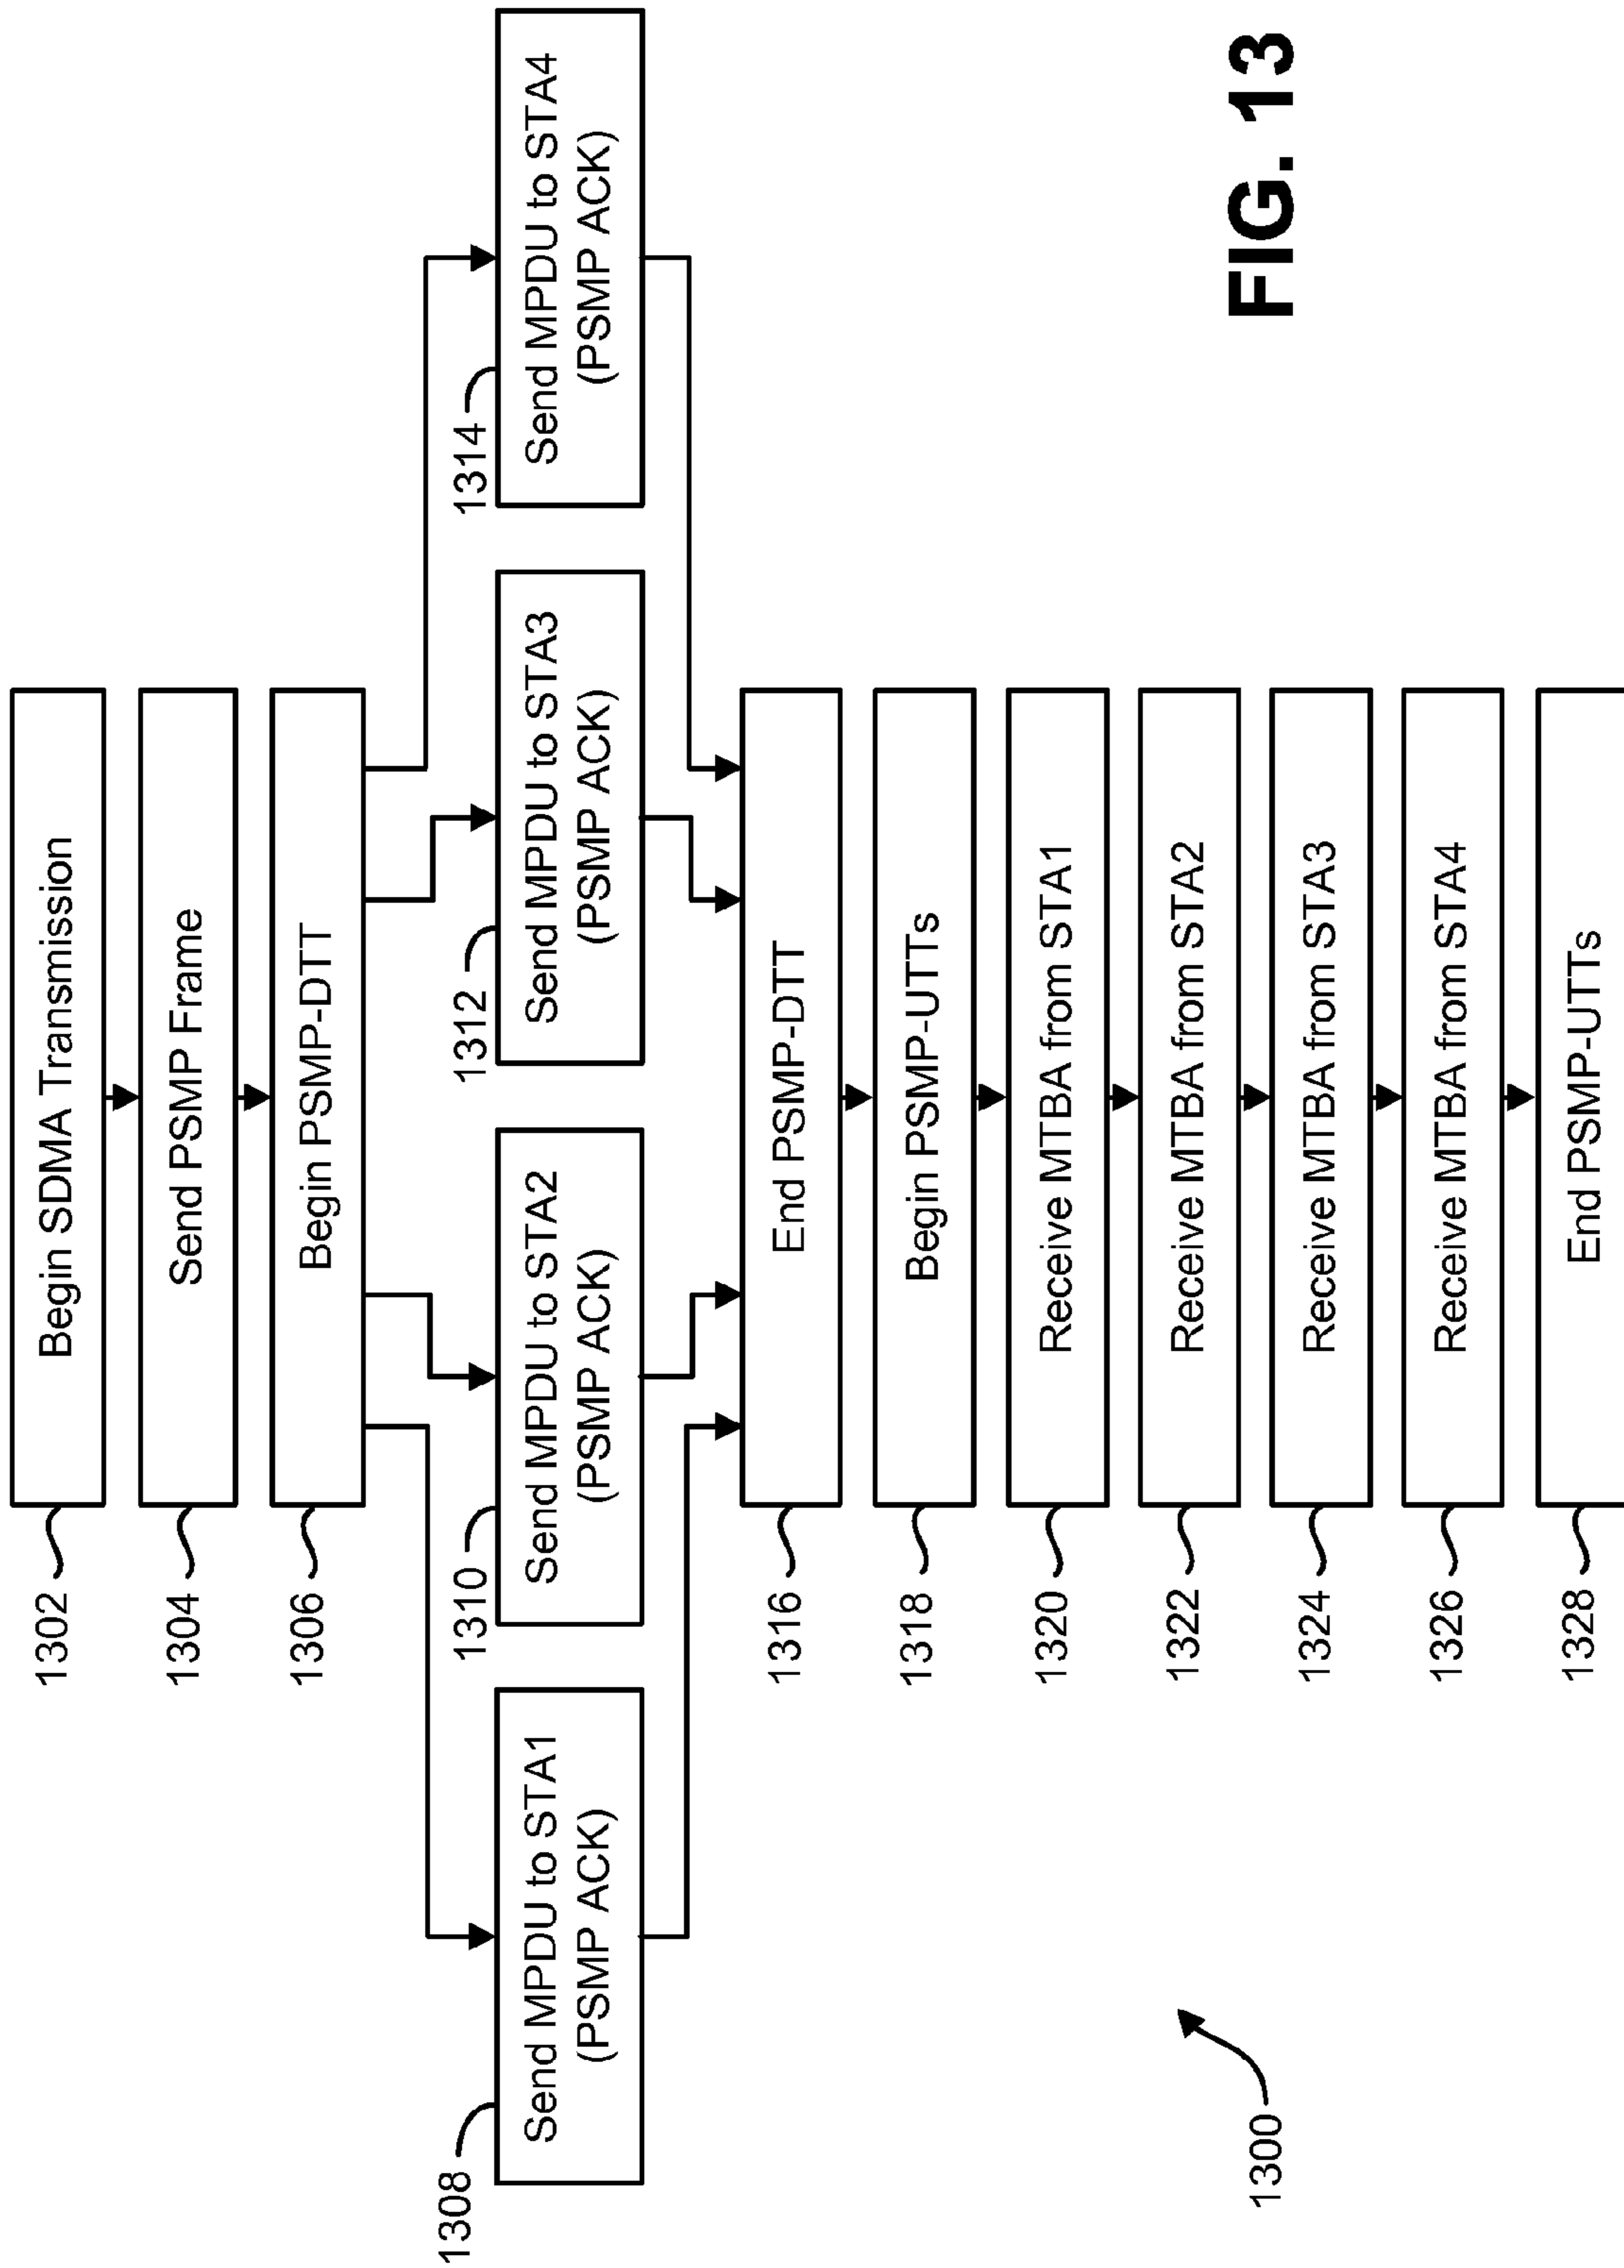 1302
Begin SDMA Transmission
1304
Send PSMP Frame
1306
Begin PSMP-DTT
1308
Send MPDU to STA1
(PSMP ACK)
1310
Send MPDU to STA2
(PSMP ACK)
1312
Send MPDU to STA3
(PSMP ACK)
1314
Send MPDU to STA4
(PSMP ACK)
1316
End PSMP-DTT
1318
Begin PSMP-UTTs
1320
Receive MTBA from STA1
1322
Receive MTBA from STA2
1324
Receive MTBA from STA3
1326
Receive MTBA from STA4
1328
End PSMP-UTTs
1300
FIG. 13